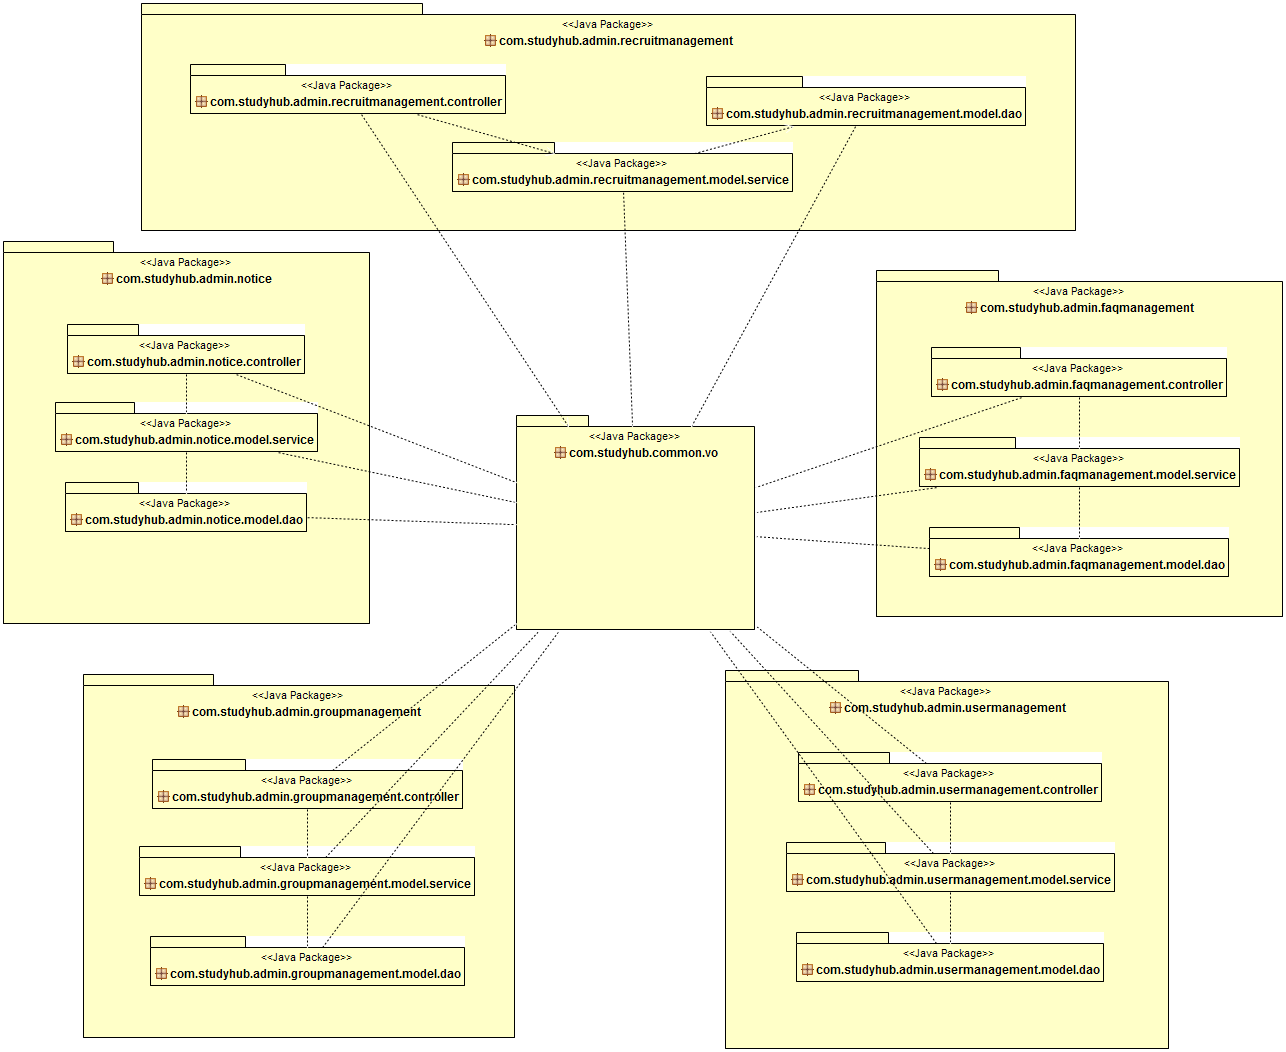 <<Java Package>>
com.studyhub.admin.recruitmanagement
<<Java Package>>
com.studyhub.admin.recruitmanagement.controller
<<Java Package>>
com.studyhub.admin.recruitmanagement.model.dao
<<Java Package>>
com.studyhub.admin.recruitmanagement.model.service
<<Java Package>>
com.studyhub.admin.notice
<<Java Package>>
com.studyhub.admin.notice.controller
<<Java Package>>
com.studyhub.admin.notice.model.service
<<Java Package>>
com.studyhub.admin.notice.model.dao
<<Java Package>>
com.studyhub.common.vo
<<Java Package>>
com.studyhub.admin.faqmanagement
<<Java Package>>
com.studyhub.admin.faqmanagement.controller
<<Java Package>>
com.studyhub.admin.faqmanagement.model.service
<<Java Package>>
com.studyhub.admin.faqmanagement.model.dao
<<Java Package>>
com.studyhub.admin.groupmanagement
<<Java Package>>
com.studyhub.admin.groupmanagement.controller
<<Java Package>>
com.studyhub.admin.groupmanagement.model.service
<<Java Package>>
com.studyhub.admin.groupmanagement.model.dao
<<Java Package>>
com.studyhub.admin.usermanagement
<<Java Package>>
com.studyhub.admin.usermanagement.controller
<<Java Package>>
com.studyhub.admin.usermanagement.model.service
<<Java Package>>
com.studyhub.admin.usermanagement.model.dao